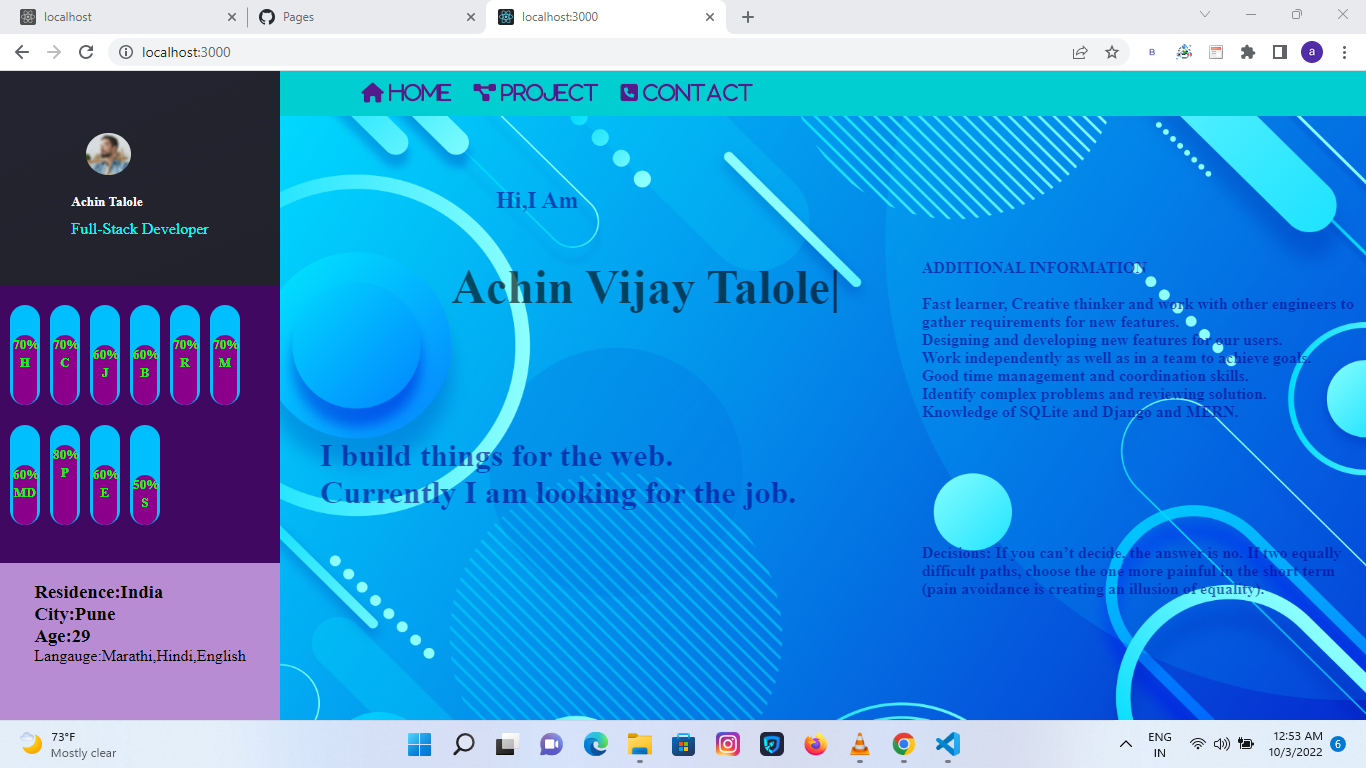 localhost
Pages
localhost:3000
localhost:3000
B
a
HOME PROJECT CONTACT
Achin Talole
Full-Stack Developer
70% 70% 60% 60% 70% 70%
H C J B R M
60% 80% 60% 50%
MD P E S
Residence:India
City:Pune
Age:29
Langauge:Marathi,Hindi,English
Hi,I Am
Achin Vijay Talole|
I build things for the web.
Currently I am looking for the job.
ADDITIONAL INFORMATION
Fast learner, Creative thinker and work with other engineers to
gather requirements for new features.
Designing and developing new features for our users.
Work independently as well as in a team to achieve goals.
Good time management and coordination skills.
Identify complex problems and reviewing solution.
Knowledge of SQLite and Django and MERN.
Decisions: If you can’t decide, the answer is no. If two equally
difficult paths, choose the one more painful in the short term
(pain avoidance is creating an illusion of equality).
73°F
Mostly clear
ENG
IN
12:53 AM
10/3/2022
6